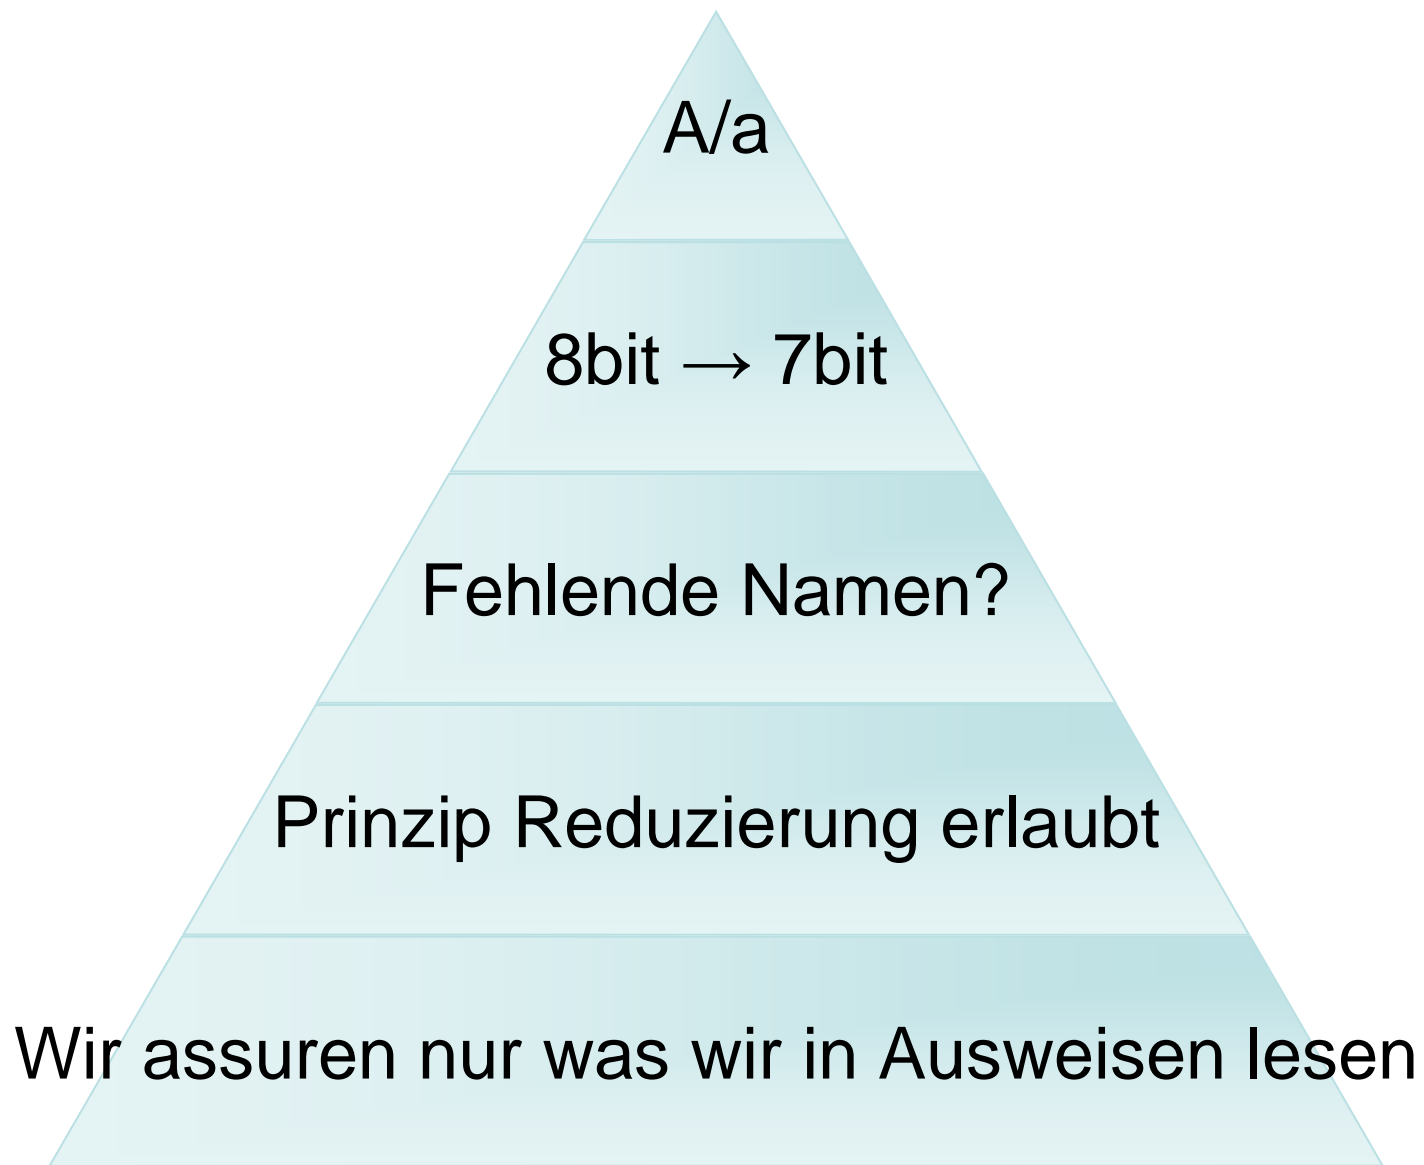 A/a
8bit → 7bit
Fehlende Namen?
Prinzip Reduzierung erlaubt
Wir assuren nur was wir in Ausweisen lesen